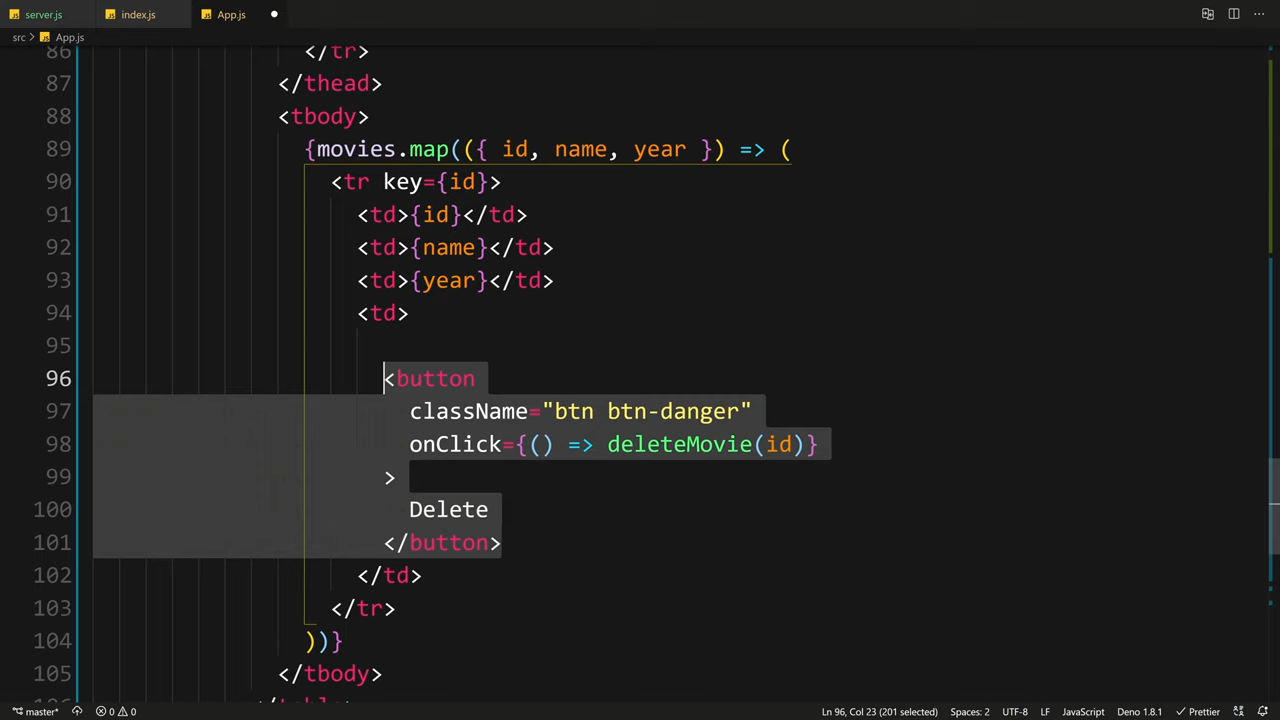 server.js index.js App.js
src > App.js
86 </tr>
87 </thead>
88 <tbody>
89 {movies.map(({ id, name, year }) => (
90 <tr key={id}>
91 <td>{id}</td>
92 <td>{name}</td>
93 <td>{year}</td>
94 <td>
95
96 <button
97 className="btn btn-danger"
98 onClick={() => deleteMovie(id)}
99 >
100 Delete
101 </button>
102 </td>
103 </tr>
104 ))}
105 </tbody>
master* 0 0 Ln 96, Col 23 (201 selected) Spaces: 2 UTF-8 LF JavaScript Deno 1.8.1 Prettier